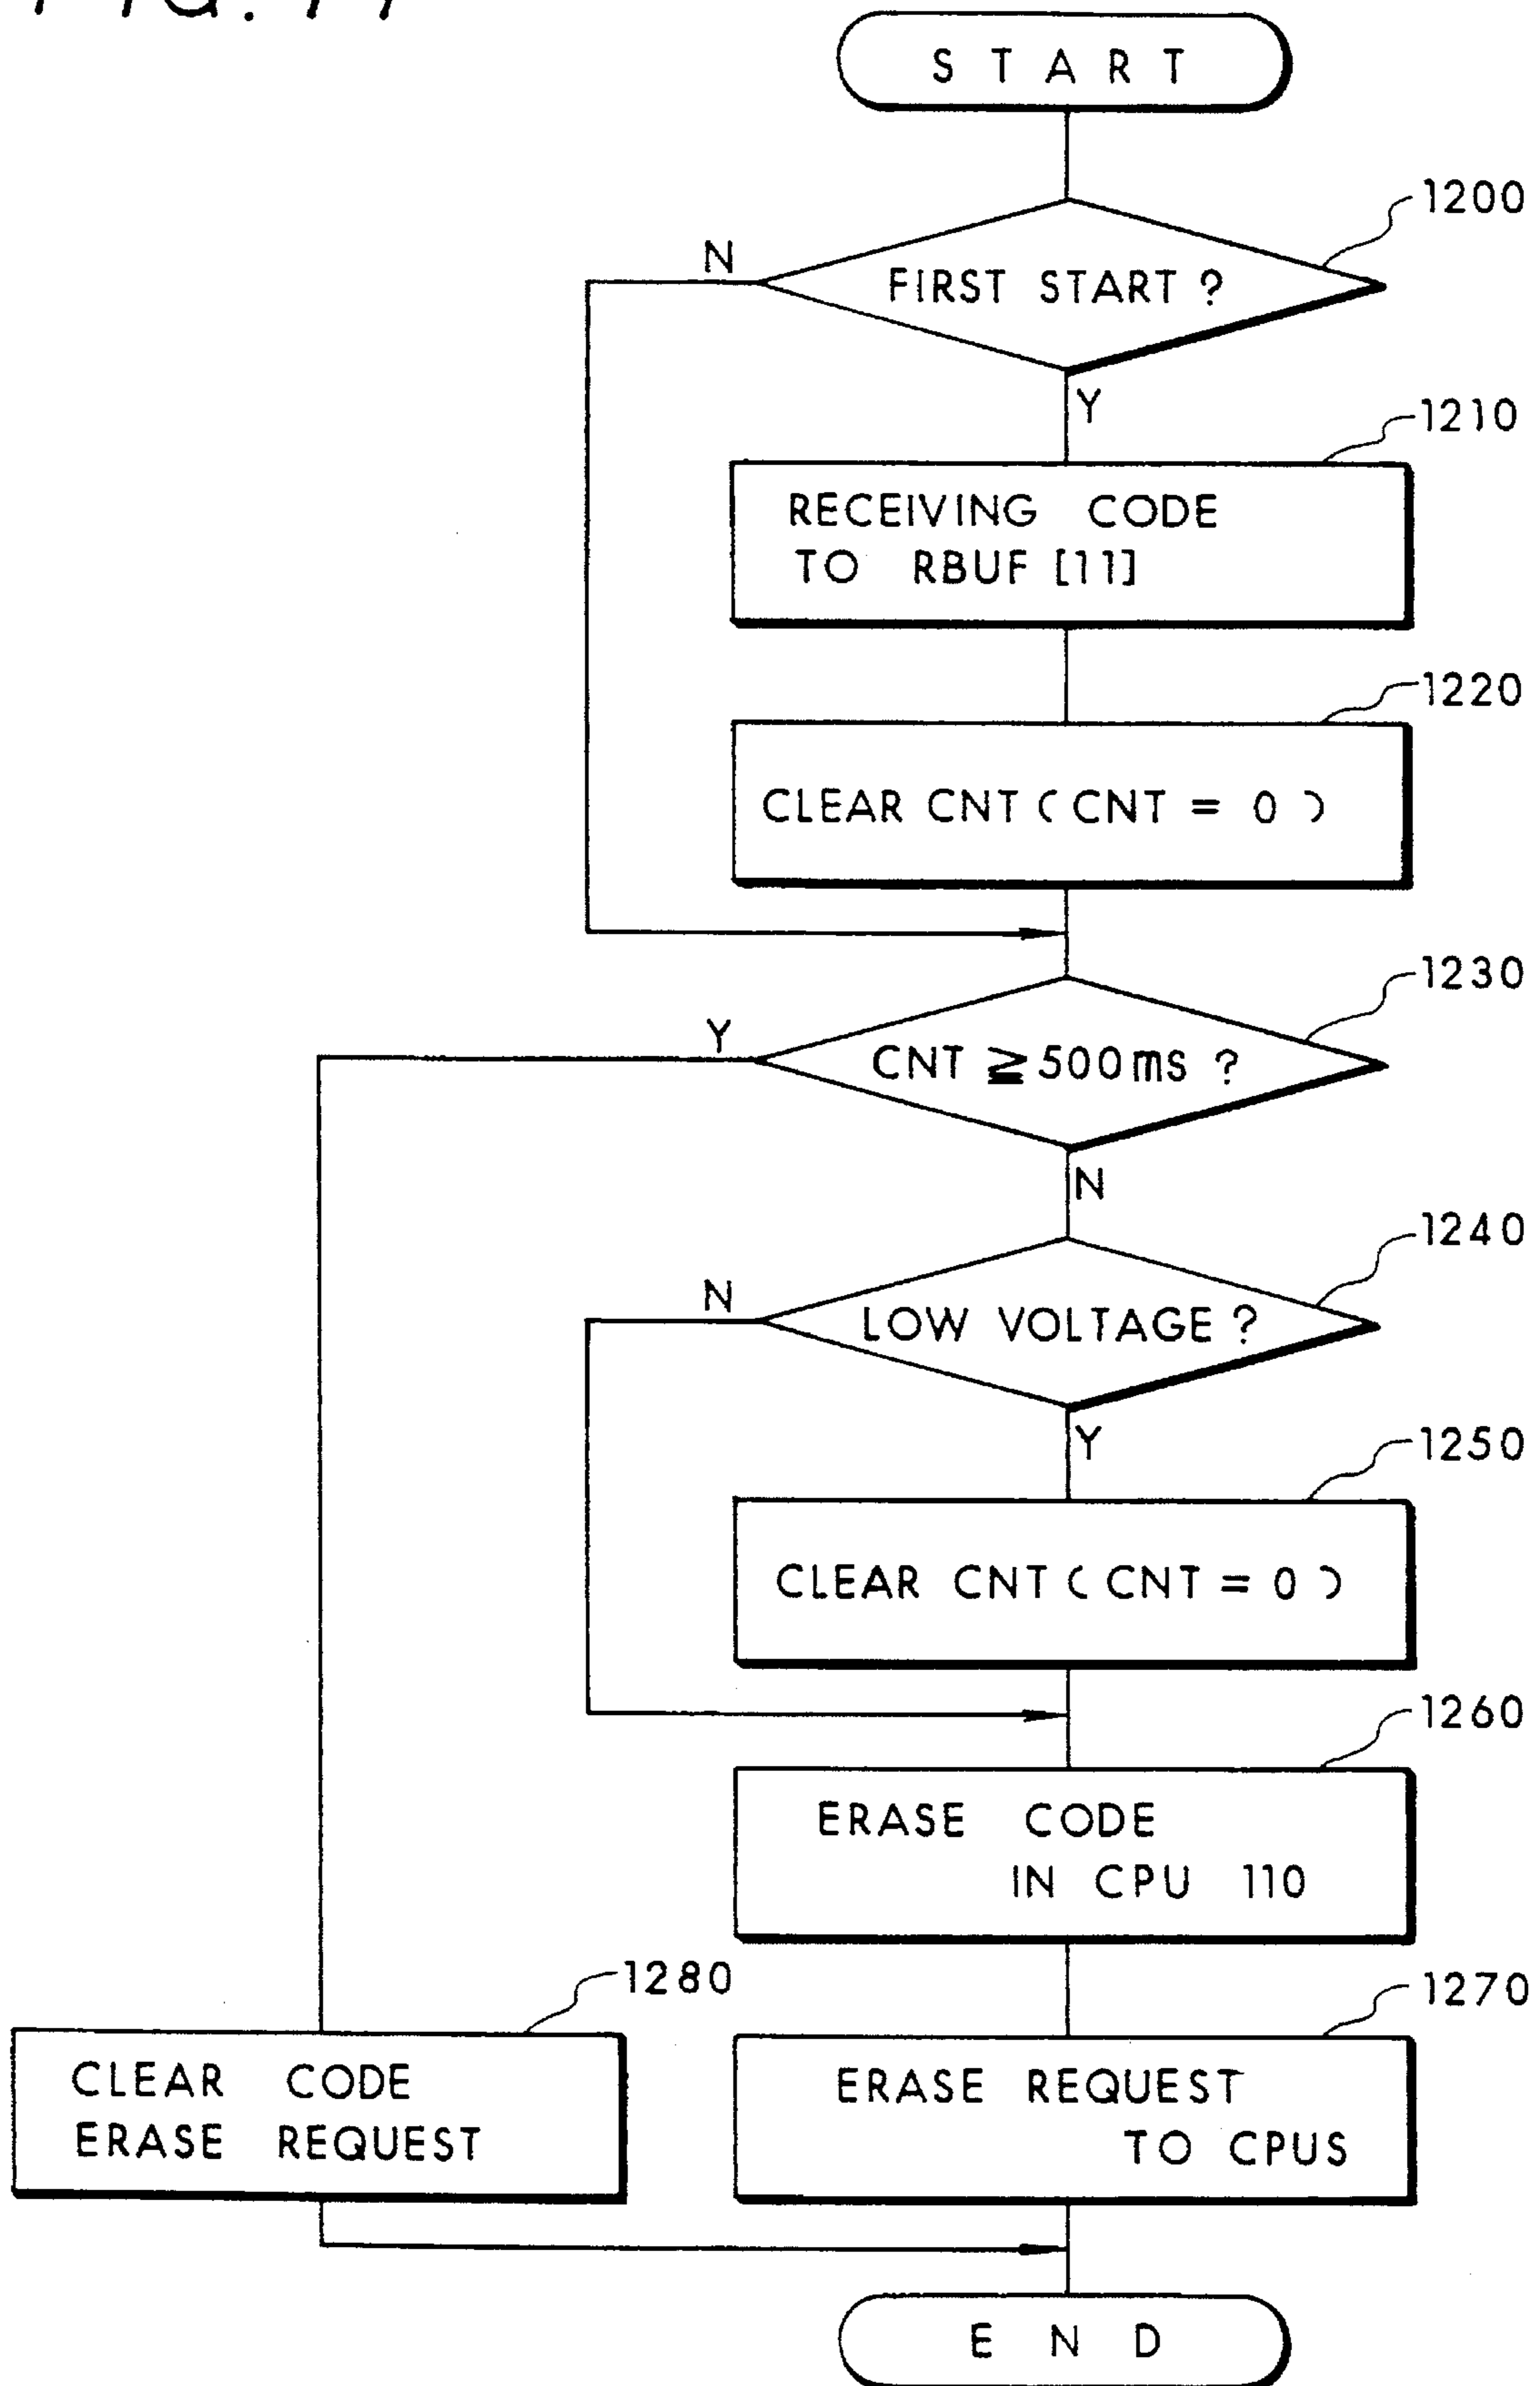 START
1200
N
FIRST START ?
Y
1210
RECEIVING CODE
TO RBUF [11]
1220
CLEAR CNT ( CNT = 0 )
1230
Y
CNT ≧ 500ms ?
N
1240
N
LOW VOLTAGE ?
Y
1250
CLEAR CNT ( CNT = 0 )
1260
ERASE CODE
IN CPU 110
1280
1270
CLEAR CODE
ERASE REQUEST
ERASE REQUEST
TO CPUS
END